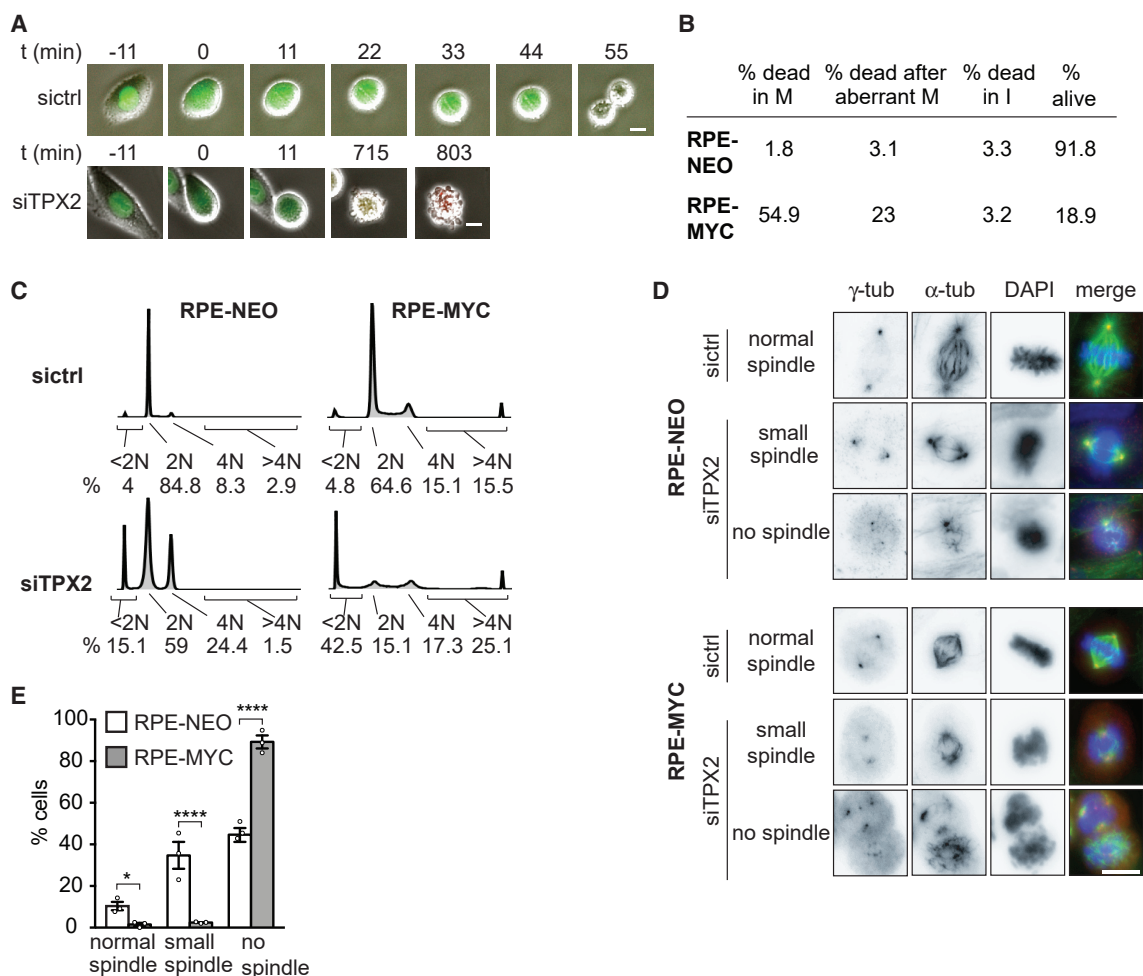 A
t (min) -11 0 11 22 33 44 55
sictrl
t (min) -11 0 11 715 803
siTPX2
B
% dead in M % dead after aberrant M % dead in I % alive
RPE-NEO 1.8 3.1 3.3 91.8
RPE-MYC 54.9 23 3.2 18.9
C
RPE-NEO RPE-MYC
sictrl
<2N 2N 4N >4N <2N 2N 4N >4N
% 4 84.8 8.3 2.9 4.8 64.6 15.1 15.5
siTPX2
<2N 2N 4N >4N <2N 2N 4N >4N
% 15.1 59 24.4 1.5 42.5 15.1 17.3 25.1
D
γ-tub α-tub DAPI merge
RPE-NEO
sictrl
normal
spindle
siTPX2
small
spindle
no spindle
RPE-MYC
sictrl
normal
spindle
siTPX2
small
spindle
no spindle
E
% cells
100
80
60
40
20
0
RPE-NEO
RPE-MYC
*
****
****
normal
spindle
small
spindle
no
spindle